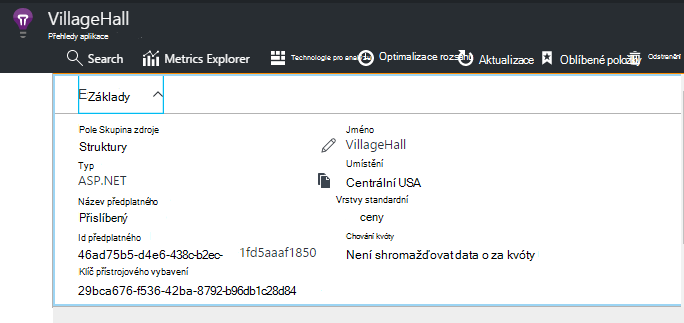 VillageHall
Přehledy aplikace
Search Metrics Explorer Technologie pro analýzu Optimalizace rozsahu Aktualizace Oblíbené položky Odstranění
Základy
Pole Skupina zdroje Jméno
Struktury VillageHall
Typ Umístění
ASP.NET Centrální USA
Název předplatného Vrstvy standardní
Přislíbený ceny
Id předplatného Chování kvóty
46ad75b5-d4e6-438c-b2ec- 1fd5aaaf1850 Není shromažďovat data o za kvóty
Klíč přístrojového vybavení
29bca676-f536-42ba-8792-b96db1c28d84